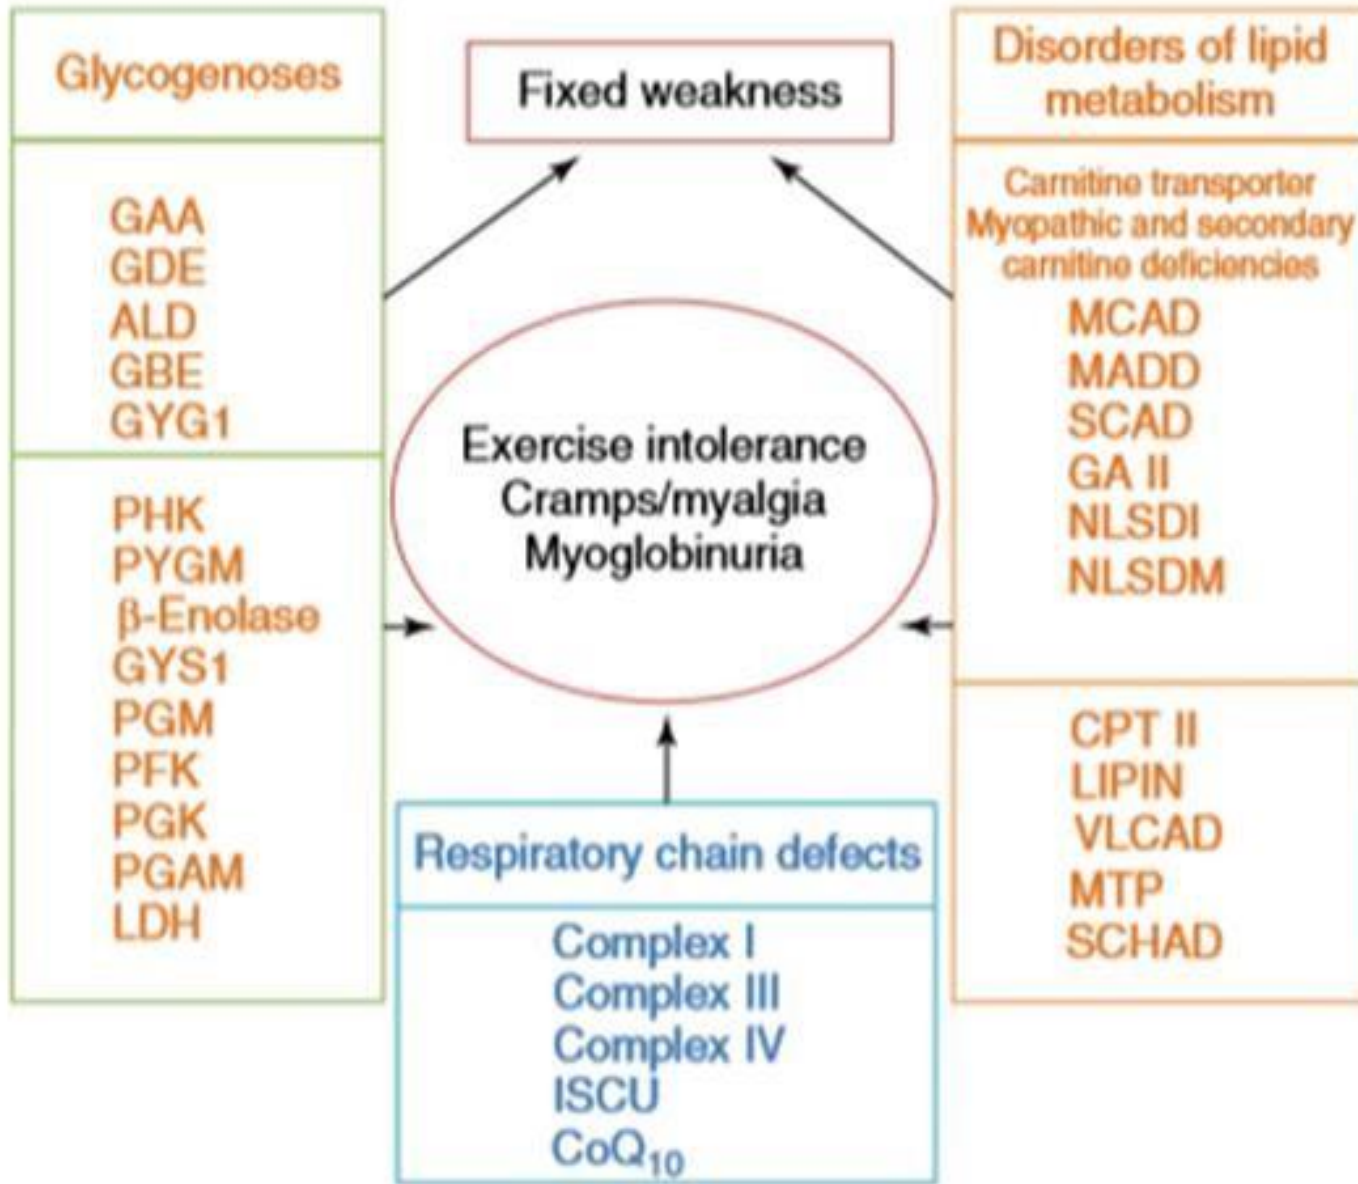 Glycogenoses
GAA
GDE
ALD
GBE
GYG1
PHK
PYGM
β-Enolase
GYS1
PGM
PFK
PGK
PGAM
LDH
Fixed weakness
Exercise intolerance
Cramps/myalgia
Myoglobinuria
Respiratory chain defects
Complex I
Complex III
Complex IV
ISCU
CoQ₁₀
Disorders of lipid
metabolism
Carnitine transporter
Myopathic and secondary
carnitine deficiencies
MCAD
MADD
SCAD
GA II
NLSDI
NLSDM
CPT II
LIPIN
VLCAD
MTP
SCHAD